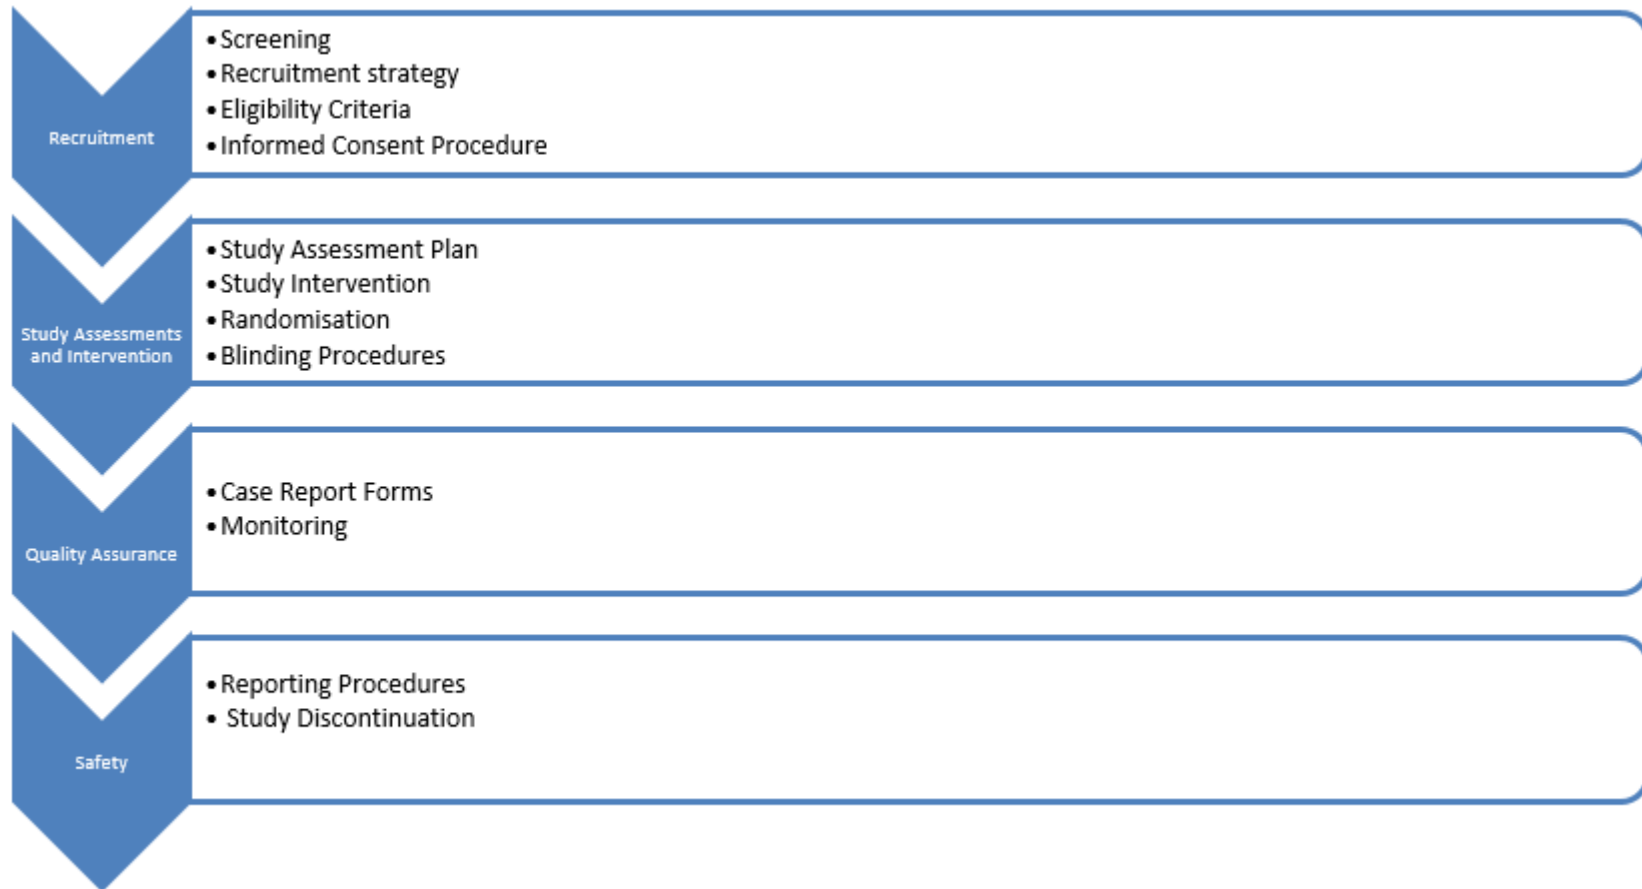 Recruitment
•Screening
•Recruitment strategy
•Eligibility Criteria
•Informed Consent Procedure
Study Assessments
and Intervention
•Study Assessment Plan
•Study Intervention
•Randomisation
•Blinding Procedures
Quality Assurance
•Case Report Forms
•Monitoring
Safety
•Reporting Procedures
• Study Discontinuation